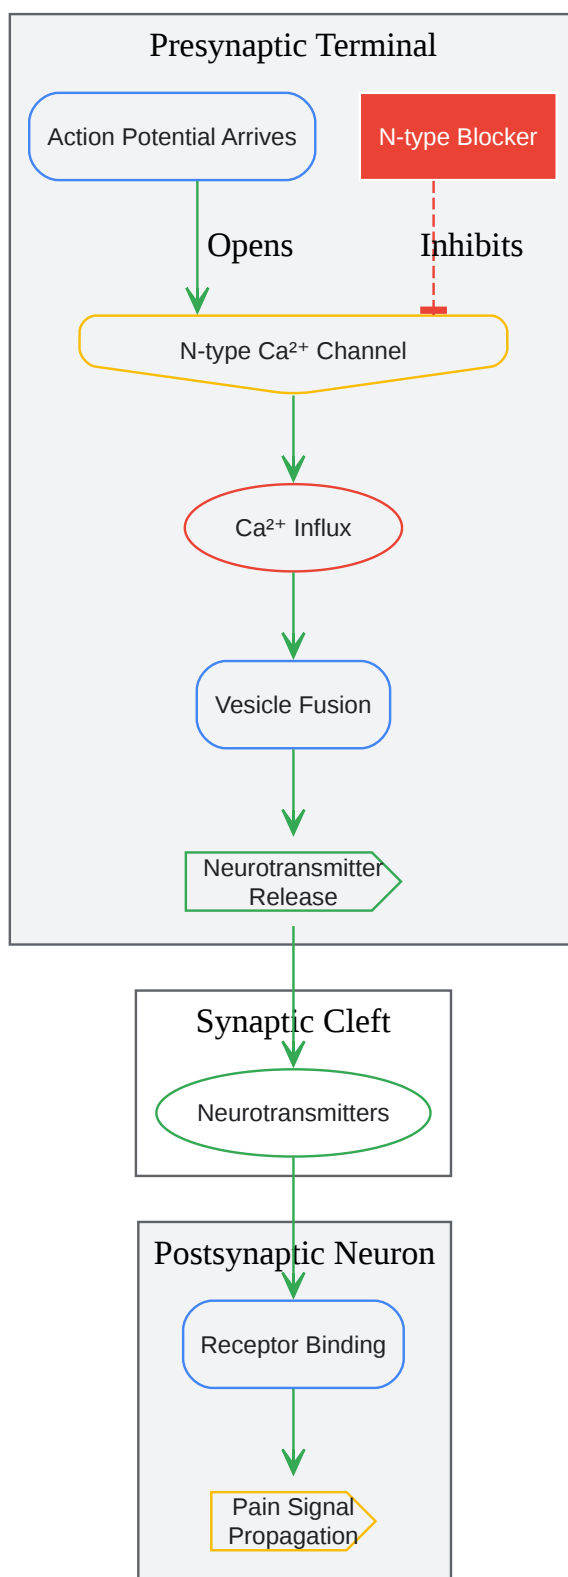 Presynaptic Terminal
Action Potential Arrives
N-type Blocker
Opens
Inhibits
N-type Ca²⁺ Channel
Ca²⁺ Influx
Vesicle Fusion
Neurotransmitter
Release
Synaptic Cleft
Neurotransmitters
Postsynaptic Neuron
Receptor Binding
Pain Signal
Propagation